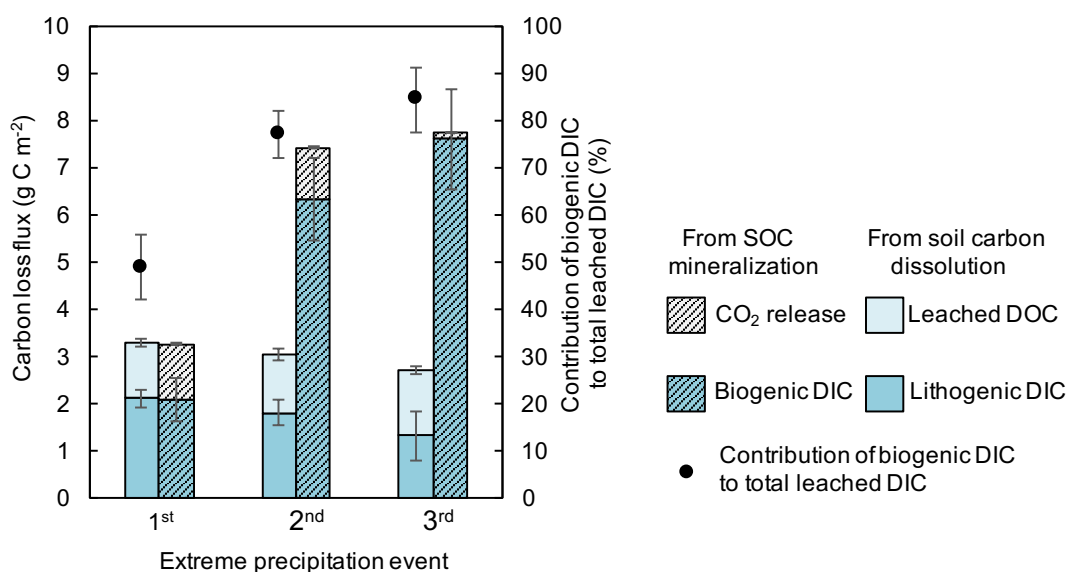 10
9
8
7
6
5
4
3
2
1
0
Carbon loss flux (g C m⁻²)
100
90
80
70
60
50
40
30
20
10
0
Contribution of biogenic DIC
to total leached DIC (%)
1ˢᵗ
2ⁿᵈ
3ʳᵈ
Extreme precipitation event
From SOC
mineralization
From soil carbon
dissolution
CO₂ release
Leached DOC
Biogenic DIC
Lithogenic DIC
Contribution of biogenic DIC
to total leached DIC